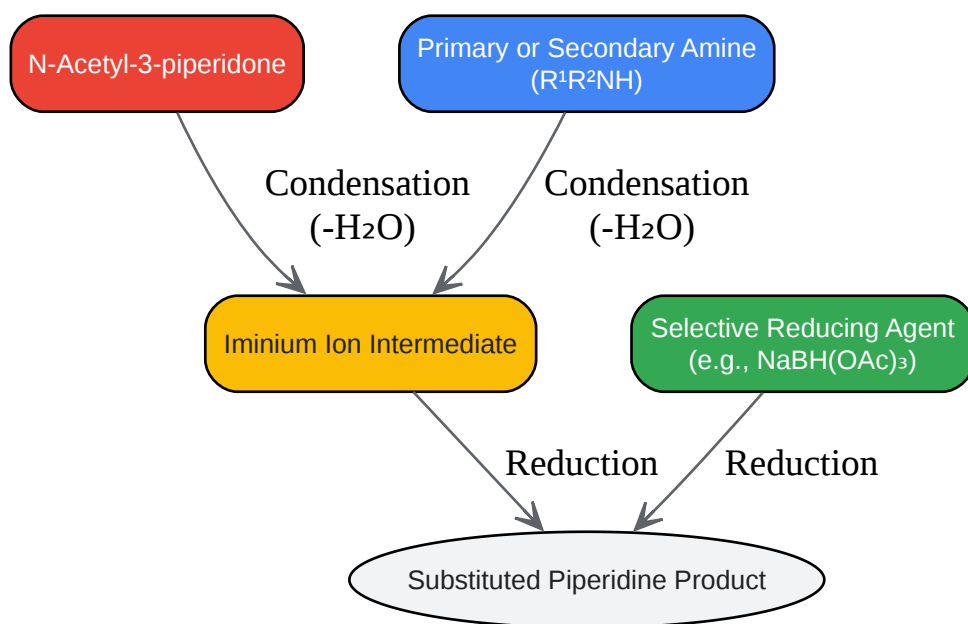 N-Acetyl-3-piperidone
Primary or Secondary Amine
(R¹R²NH)
Condensation
(-H₂O)
Condensation
(-H₂O)
Iminium Ion Intermediate
Selective Reducing Agent
(e.g., NaBH(OAc)₃)
Reduction
Reduction
Substituted Piperidine Product